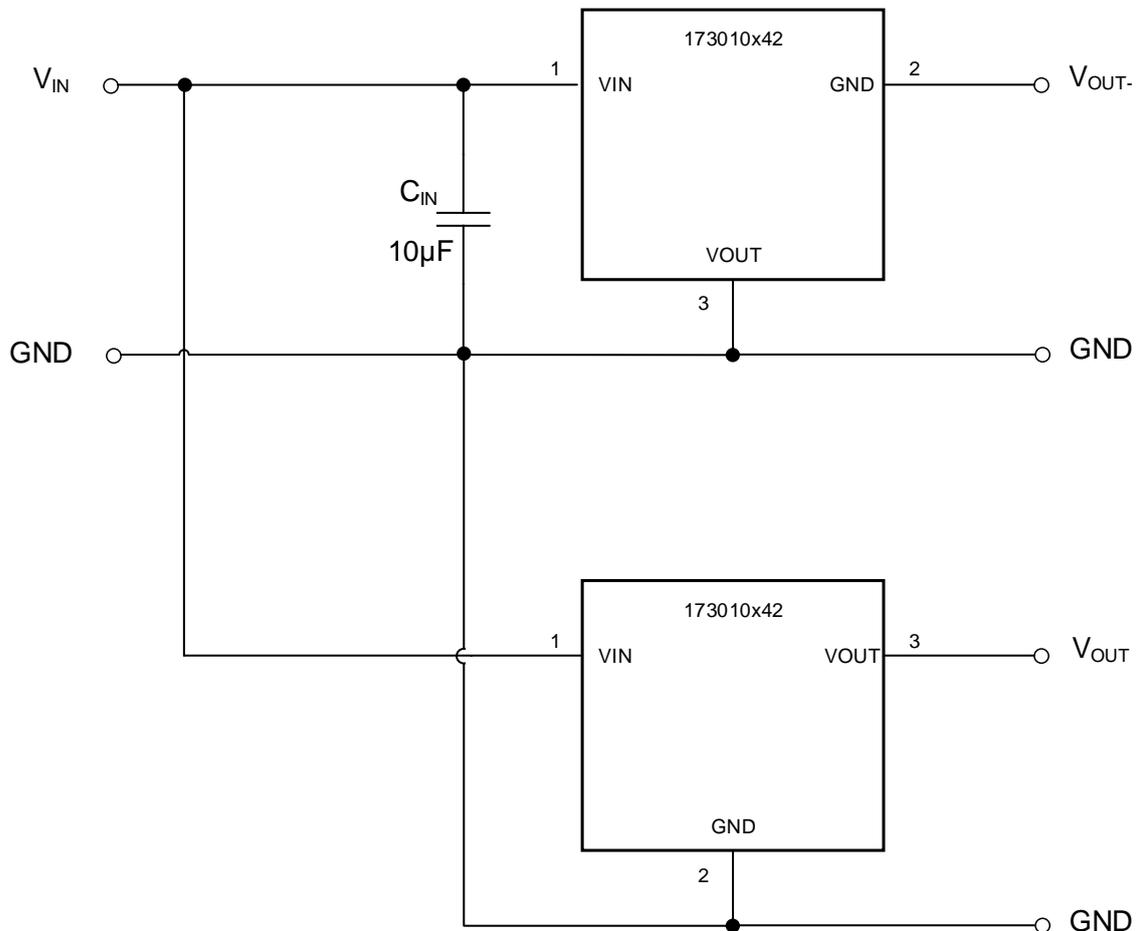 173010x42
V_IN
1
VIN
GND
2
V_OUT-
C_IN
10µF
VOUT
3
GND
GND
173010x42
1
VIN
VOUT
3
V_OUT
GND
2
GND